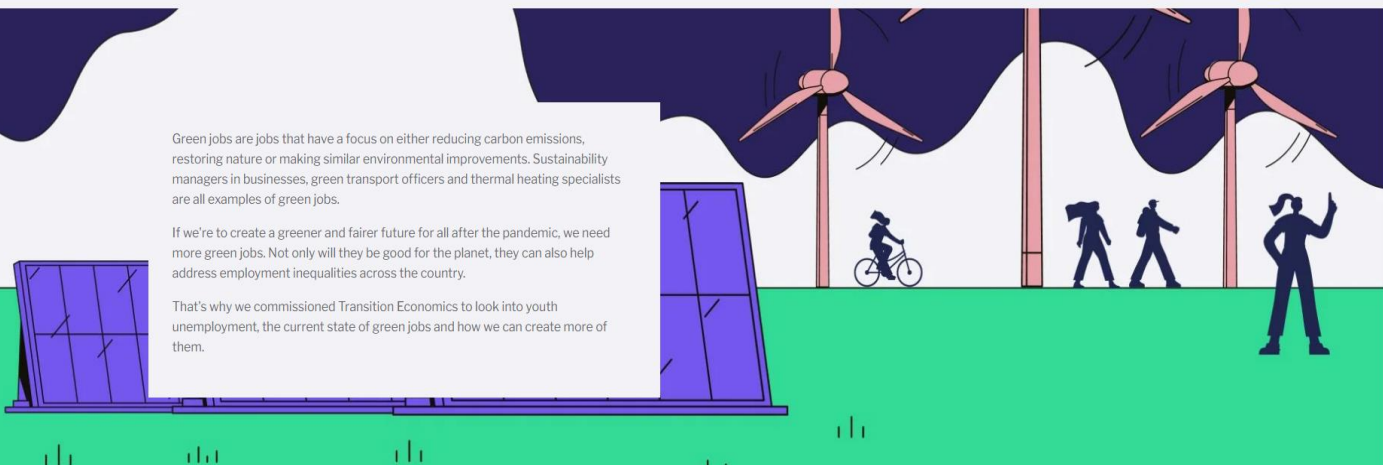 Green jobs are jobs that have a focus on either reducing carbon emissions,
restoring nature or making similar environmental improvements. Sustainability
managers in businesses, green transport officers and thermal heating specialists
are all examples of green jobs.
If we're to create a greener and fairer future for all after the pandemic, we need
more green jobs. Not only will they be good for the planet, they can also help
address employment inequalities across the country.
That's why we commissioned Transition Economics to look into youth
unemployment, the current state of green jobs and how we can create more of
them.